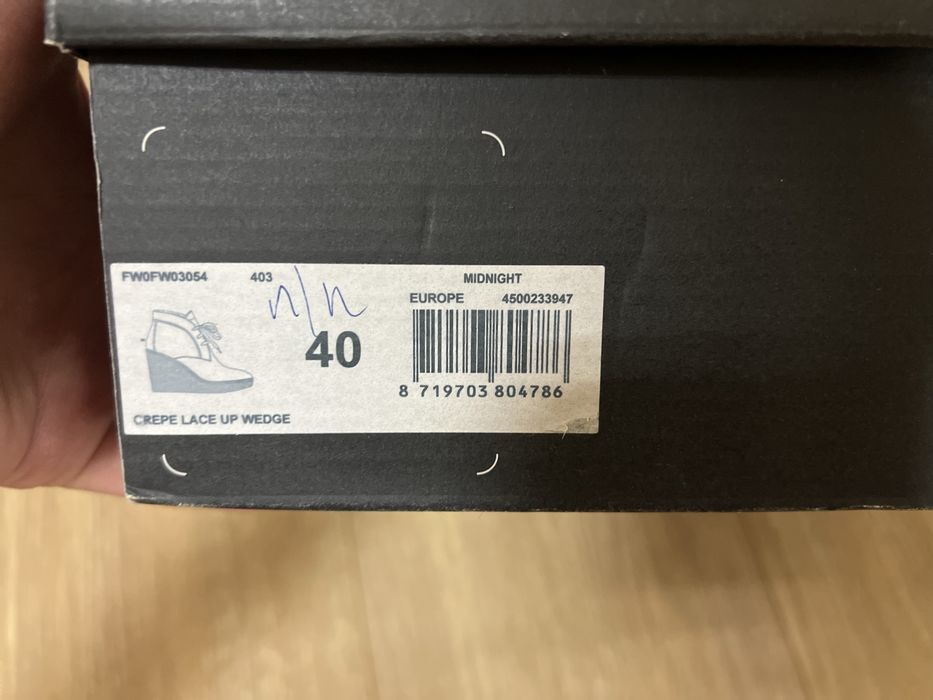 FW0FW03054 403 MIDNIGHT
n/n
EUROPE 4500233947
40
8 719703 804786
CREPE LACE UP WEDGE